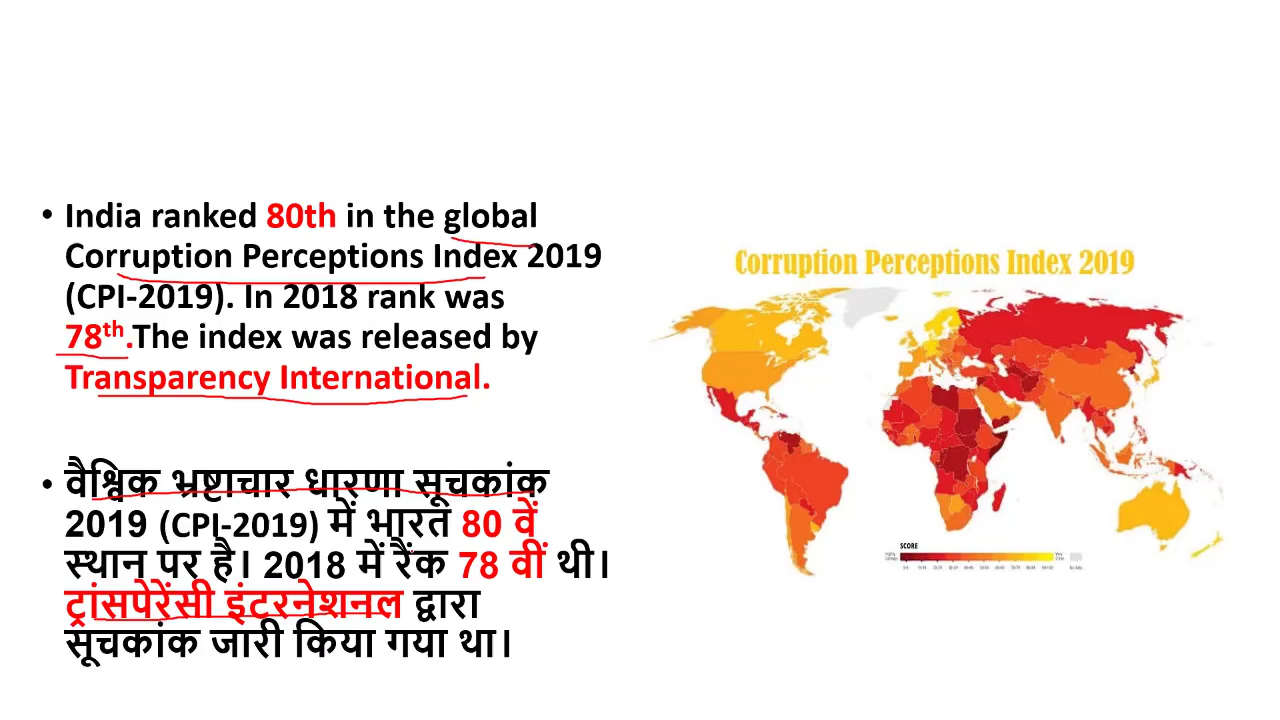 • India ranked 80th in the global
Corruption Perceptions Index 2019
(CPI-2019). In 2018 rank was
78th.The index was released by
Transparency International.
• वैश्विक भ्रष्टाचार धारणा सूचकांक
2019 (CPI-2019) में भारत 80 वें
स्थान पर है। 2018 में रैंक 78 वीं थी।
ट्रांसपेरेंसी इंटरनेशनल द्वारा
सूचकांक जारी किया गया था।
Corruption Perceptions Index 2019
SCORE